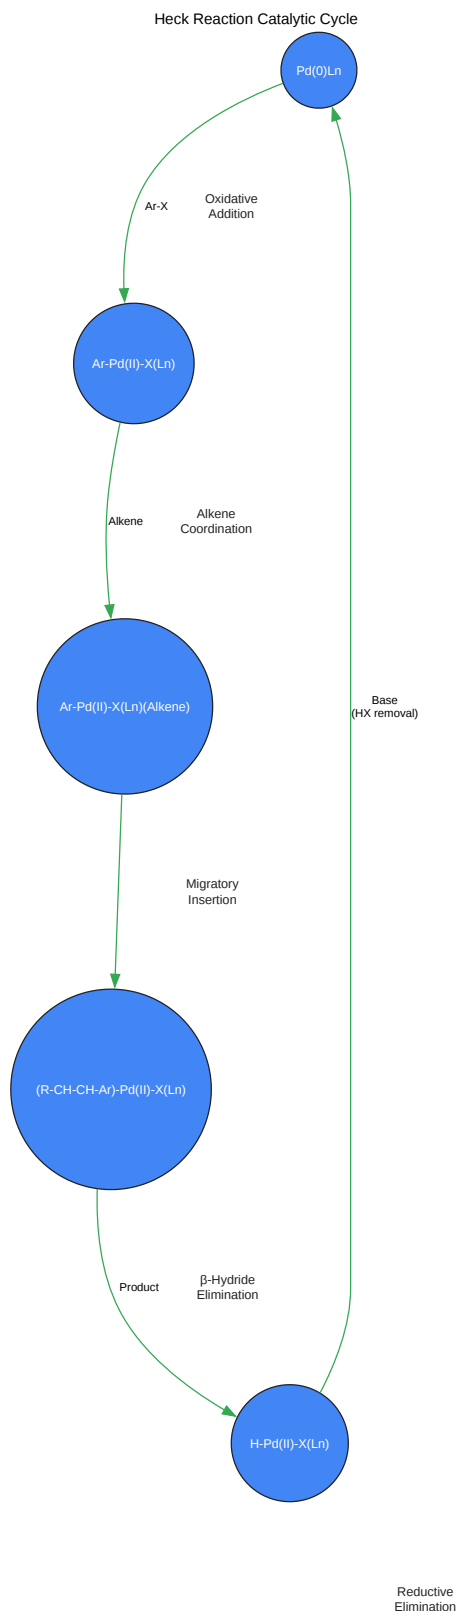 Heck Reaction Catalytic Cycle
Pd(0)Ln
Ar-X
Oxidative
Addition
Ar-Pd(II)-X(Ln)
Alkene
Alkene
Coordination
Ar-Pd(II)-X(Ln)(Alkene)
Base
(HX removal)
Migratory
Insertion
(R-CH-CH-Ar)-Pd(II)-X(Ln)
Product
β-Hydride
Elimination
H-Pd(II)-X(Ln)
Reductive
Elimination